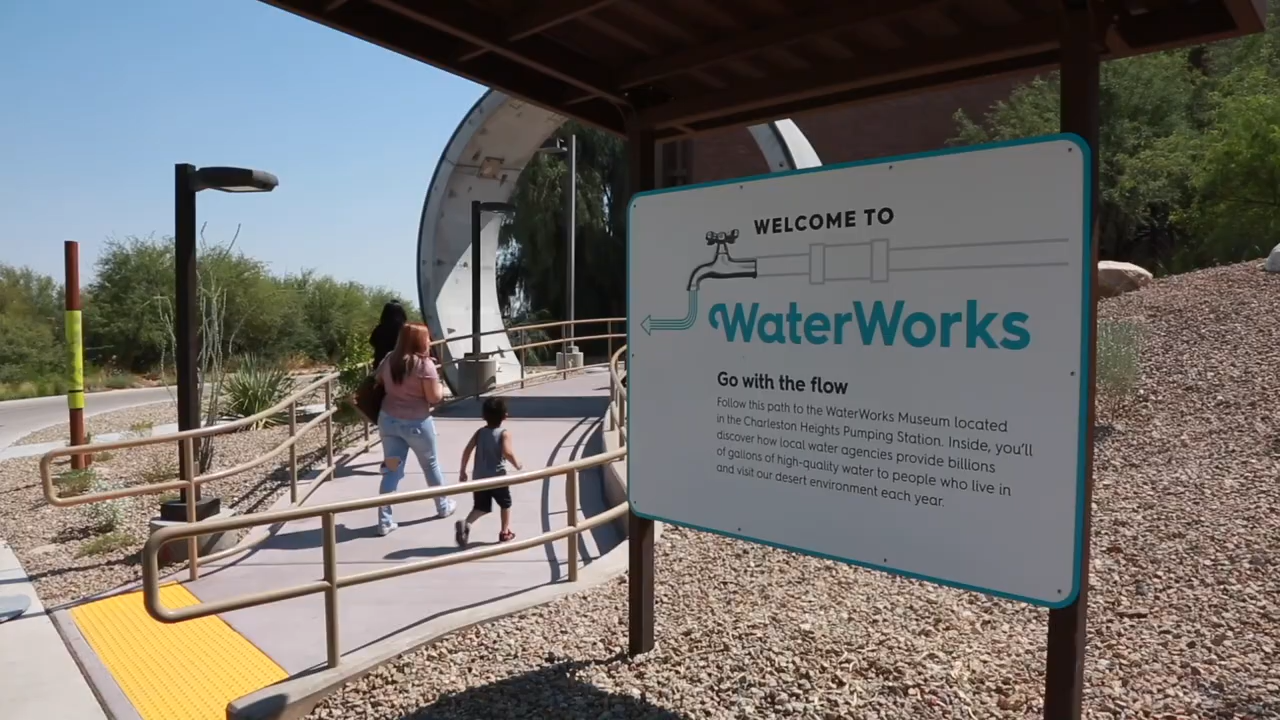 WELCOME TO
WaterWorks
Go with the flow
Follow this path to the WaterWorks Museum located
in the Charleston Heights Pumping Station. Inside, you'll
discover how local water agencies provide billions
of gallons of high-quality water to people who live in
and visit our desert environment each year.